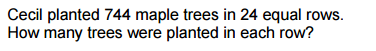 Cecil planted 744 maple trees in 24 equal rows.
How many trees were planted in each row?